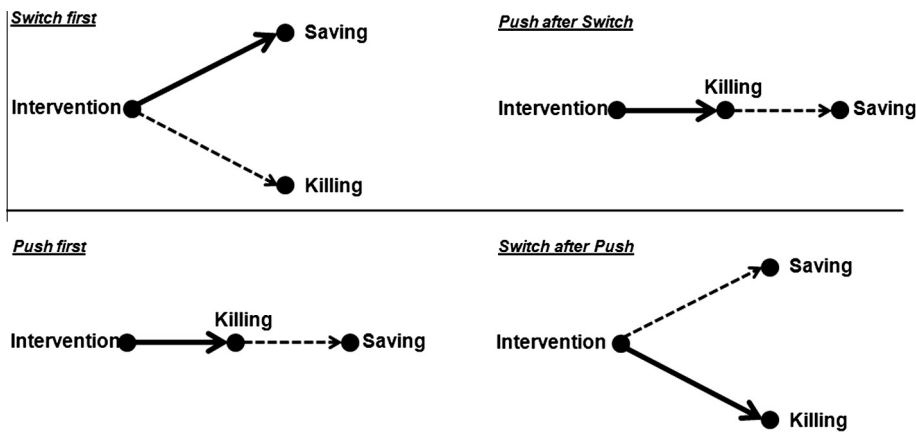 Switch first
Saving
Intervention
Killing
Push after Switch
Killing
Intervention
Saving
Push first
Killing
Intervention
Saving
Switch after Push
Saving
Intervention
Killing